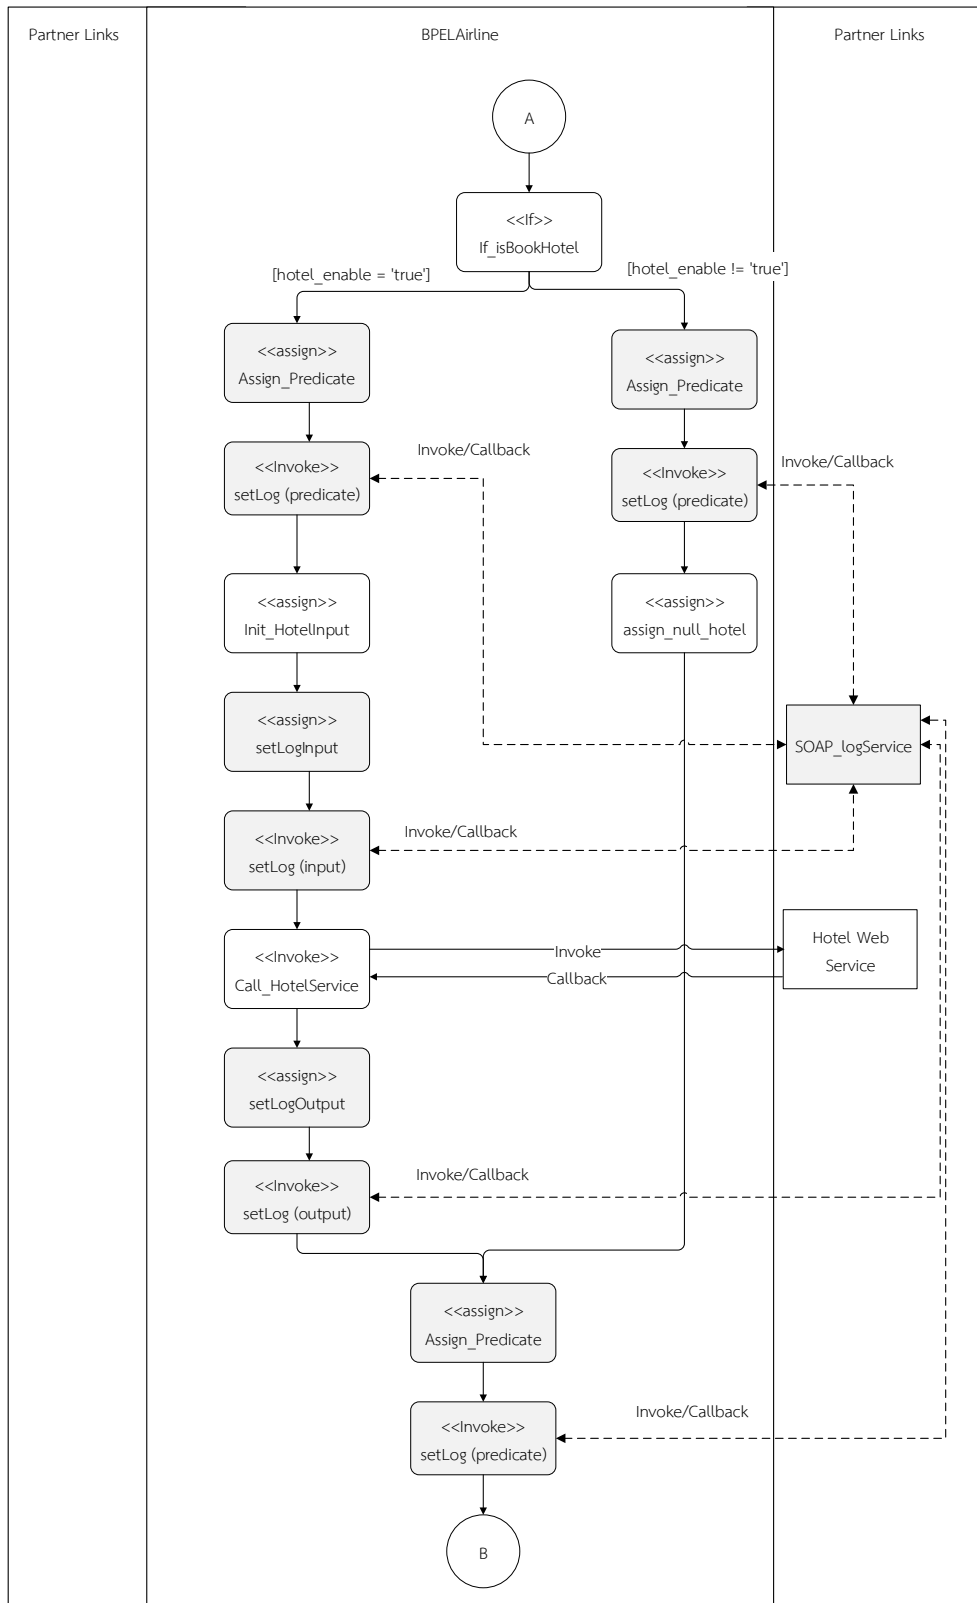 Partner Links
BPELAirline
Partner Links
A
<<If>>
If_isBookHotel
[hotel_enable = 'true']
[hotel_enable != 'true']
<<assign>>
Assign_Predicate
<<assign>>
Assign_Predicate
Invoke/Callback
<<Invoke>>
setLog (predicate)
Invoke/Callback
<<Invoke>>
setLog (predicate)
<<assign>>
Init_HotelInput
<<assign>>
assign_null_hotel
<<assign>>
setLogInput
SOAP_logService
Invoke/Callback
<<Invoke>>
setLog (input)
<<Invoke>>
Call_HotelService
Invoke
Callback
Hotel Web
Service
<<assign>>
setLogOutput
Invoke/Callback
<<Invoke>>
setLog (output)
<<assign>>
Assign_Predicate
Invoke/Callback
<<Invoke>>
setLog (predicate)
B